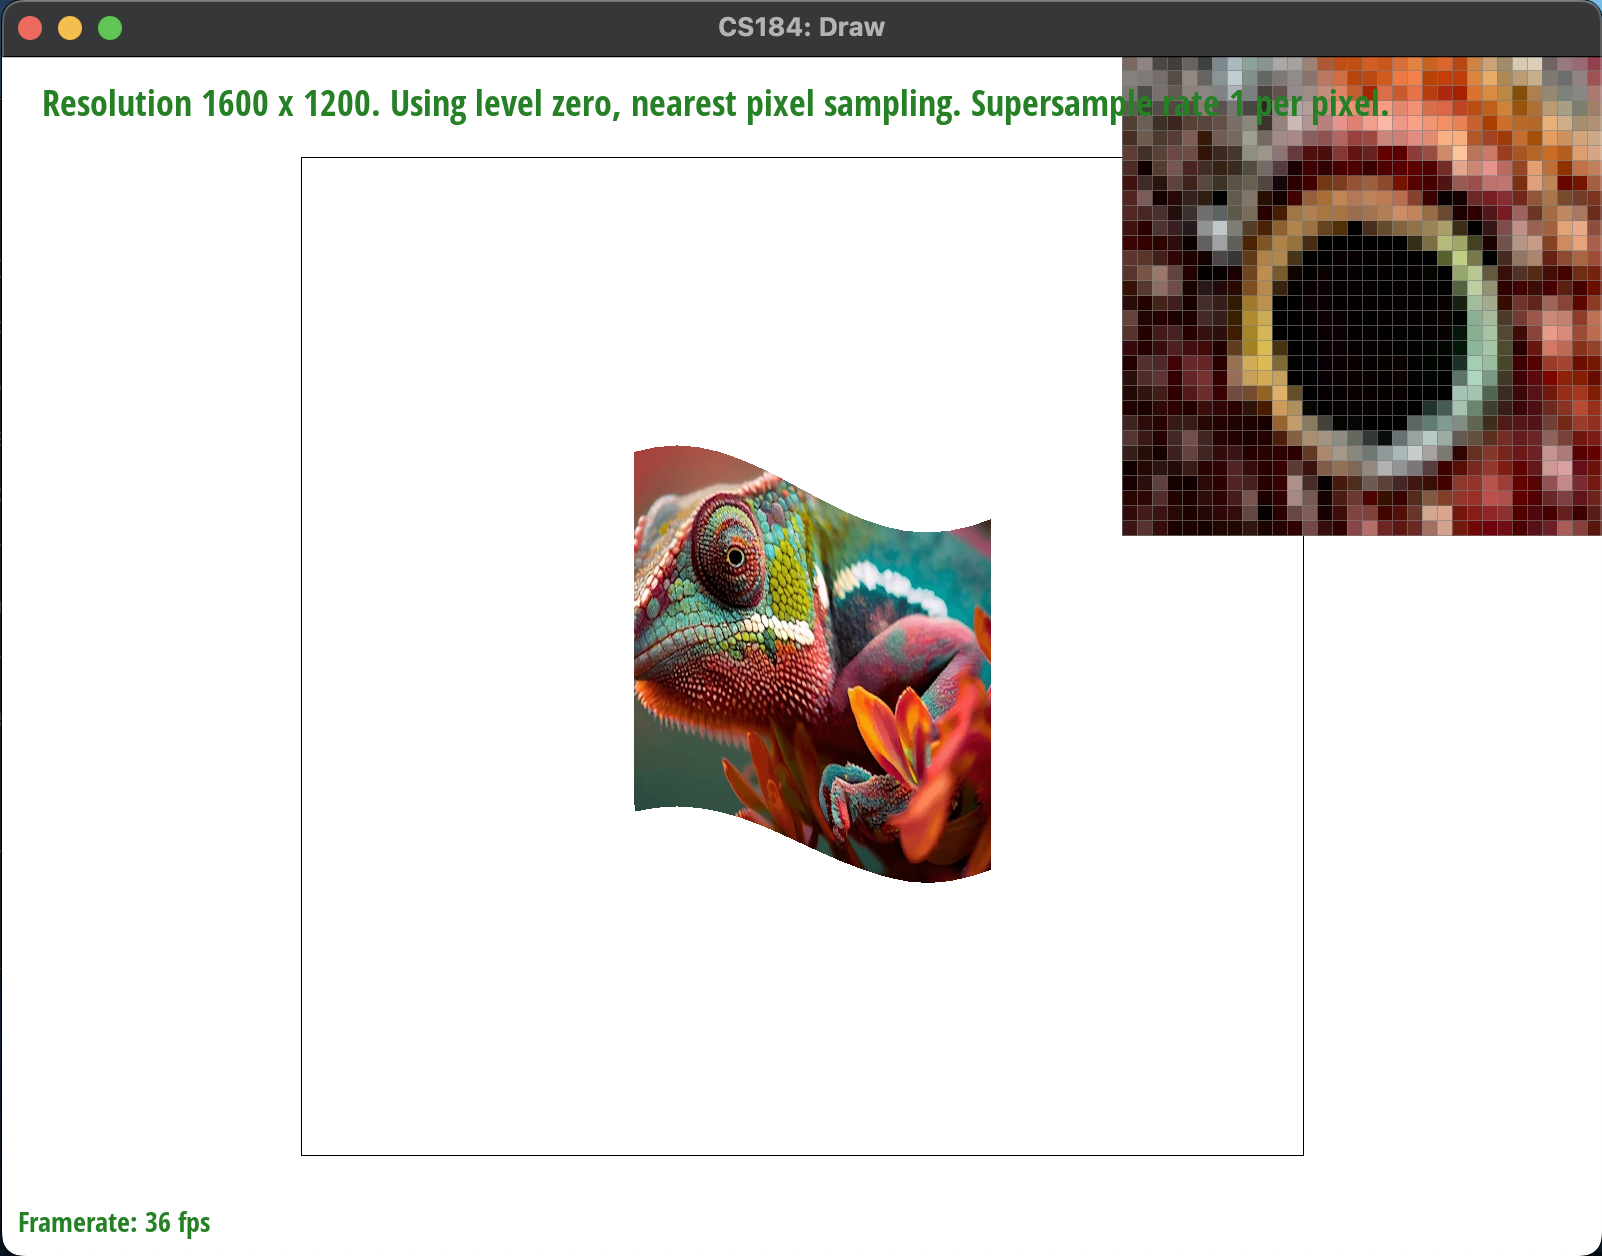 CS184: Draw
Resolution 1600 x 1200. Using level zero, nearest pixel sampling. Supersample rate 1 per pixel.
Framerate: 36 fps